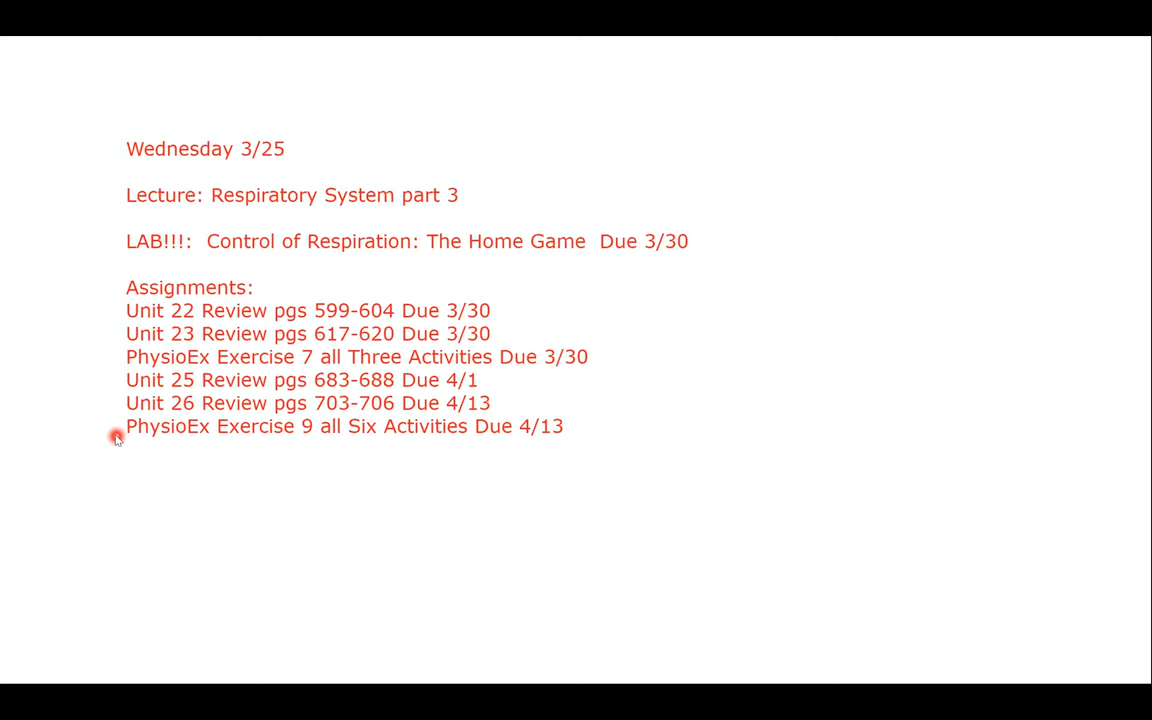 Wednesday 3/25
Lecture: Respiratory System part 3
LAB!!!:  Control of Respiration: The Home Game  Due 3/30
Assignments:
Unit 22 Review pgs 599-604 Due 3/30
Unit 23 Review pgs 617-620 Due 3/30
PhysioEx Exercise 7 all Three Activities Due 3/30
Unit 25 Review pgs 683-688 Due 4/1
Unit 26 Review pgs 703-706 Due 4/13
PhysioEx Exercise 9 all Six Activities Due 4/13